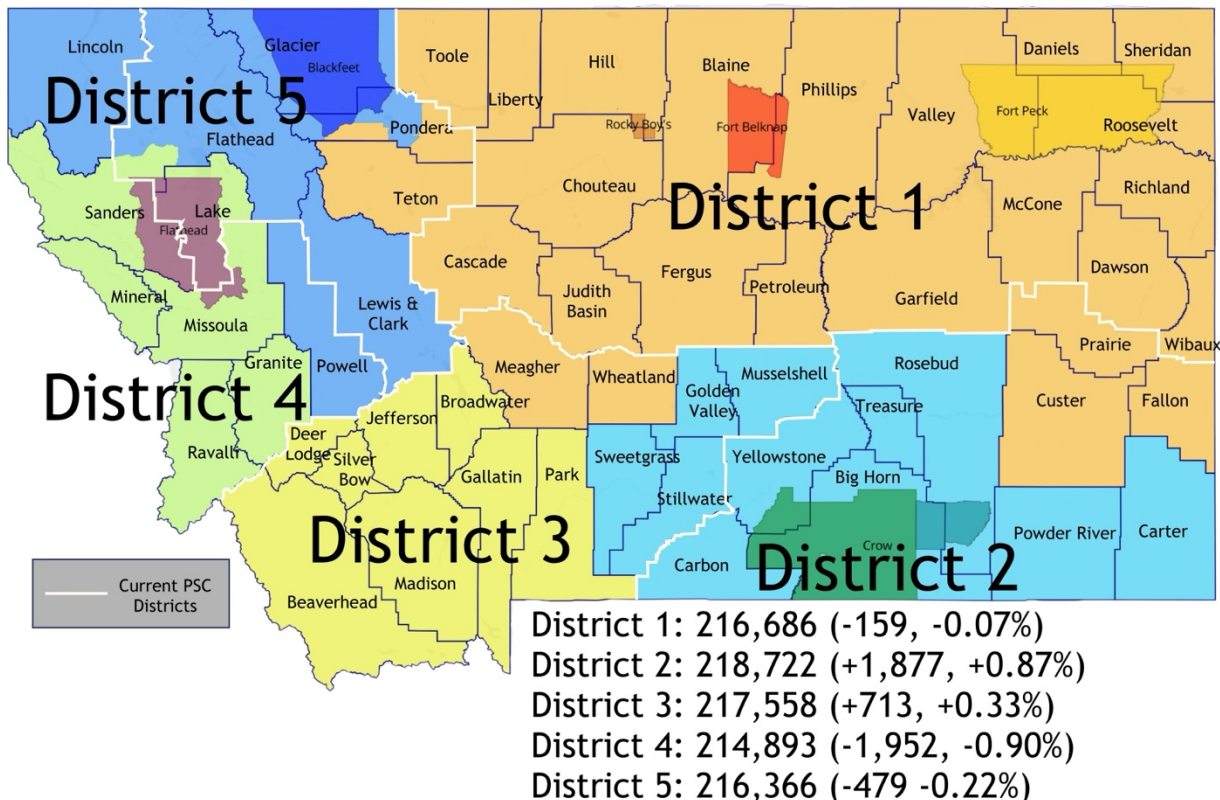 Lincoln
Glacier
Blackfeet
Toole
Hill
Liberty
Blaine
Phillips
Daniels
Sheridan
District 5
Flathead
Pondera
Rocky Boy's
Fort Belknap
Valley
Fort Peck
Roosevelt
Teton
Chouteau
District 1
McCone
Richland
Sanders
Lake
Flathead
Cascade
Fergus
Judith
Basin
Petroleum
Garfield
Dawson
Mineral
Missoula
Lewis &
Clark
Prairie
Wibaux
Granite
Powell
Meagher
Wheatland
Golden
Valley
Musselshell
Rosebud
Treasure
Custer
Fallon
District 4
Ravalli
Jefferson
Broadwater
Deer
Lodge
Silver
Bow
Gallatin
Park
Sweetgrass
Stillwater
Yellowstone
Big Horn
Powder River
Carter
District 3
Carbon
Crow
District 2
Madison
Beaverhead
Current PSC
Districts
District 1: 216,686 (-159, -0.07%)
District 2: 218,722 (+1,877, +0.87%)
District 3: 217,558 (+713, +0.33%)
District 4: 214,893 (-1,952, -0.90%)
District 5: 216,366 (-479 -0.22%)